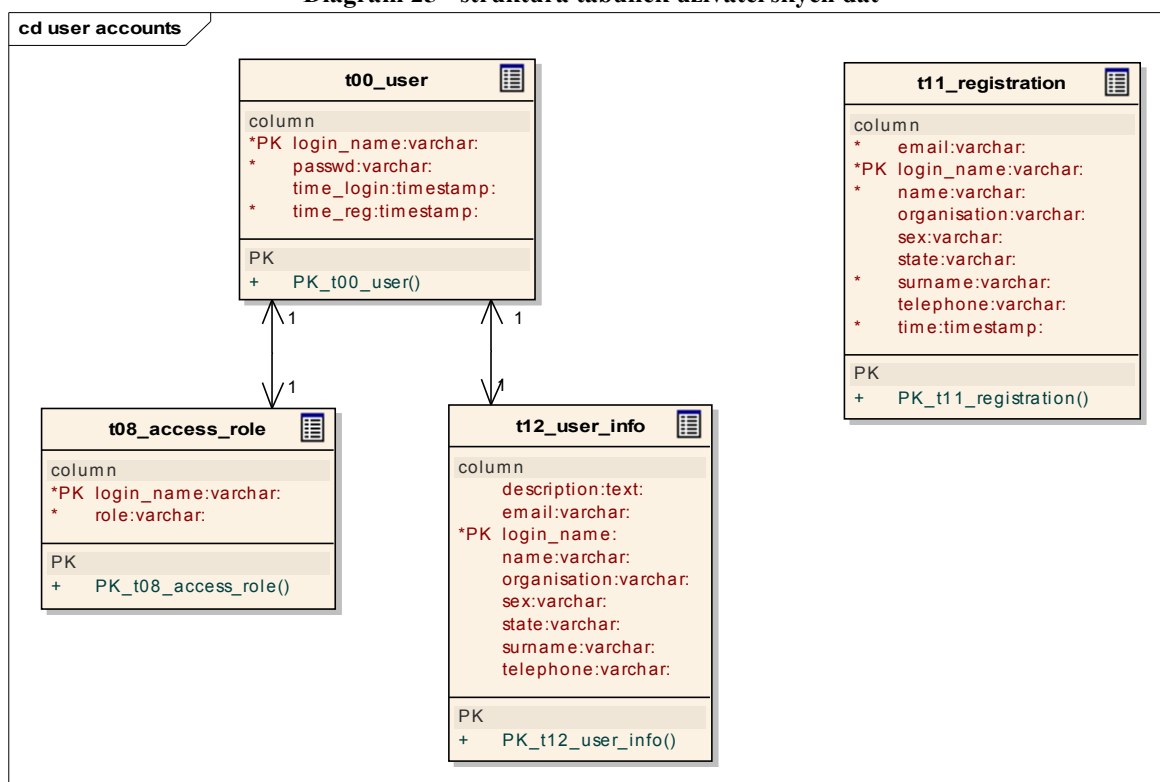 cd user accounts
t00_user
column
*PK login_name:varchar:
* passwd:varchar:
time_login:timestamp:
* time_reg:timestamp:
PK
+ PK_t00_user()
t11_registration
column
* email:varchar:
*PK login_name:varchar:
* name:varchar:
organisation:varchar:
sex:varchar:
state:varchar:
* surname:varchar:
telephone:varchar:
* time:timestamp:
PK
+ PK_t11_registration()
1
1
1
1
t08_access_role
column
*PK login_name:varchar:
* role:varchar:
PK
+ PK_t08_access_role()
t12_user_info
column
description:text:
email:varchar:
*PK login_name:
name:varchar:
organisation:varchar:
sex:varchar:
state:varchar:
surname:varchar:
telephone:varchar:
PK
+ PK_t12_user_info()